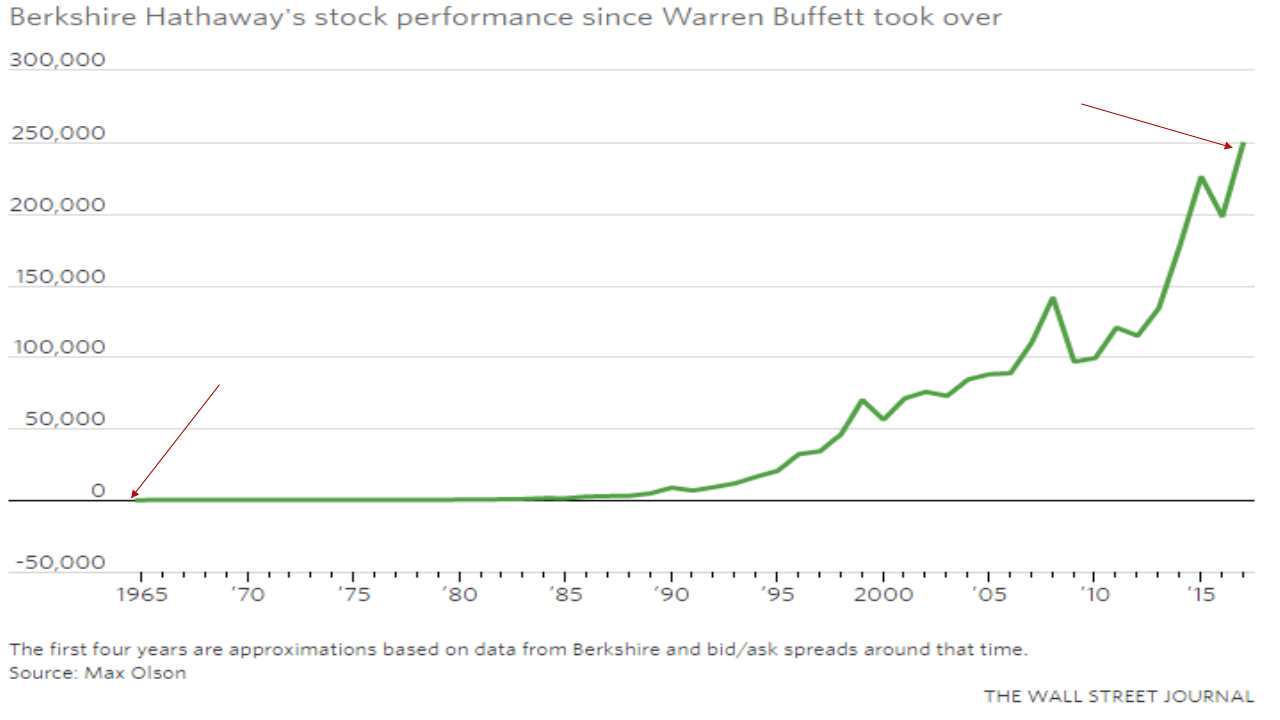 Berkshire Hathaway's stock performance since Warren Buffett took over
300,000
250,000
200,000
150,000
100,000
50,000
0
-50,000
1965 '70 '75 '80 '85 '90 '95 2000 '05 '10 '15
The first four years are approximations based on data from Berkshire and bid/ask spreads around that time.
Source: Max Olson
THE WALL STREET JOURNAL